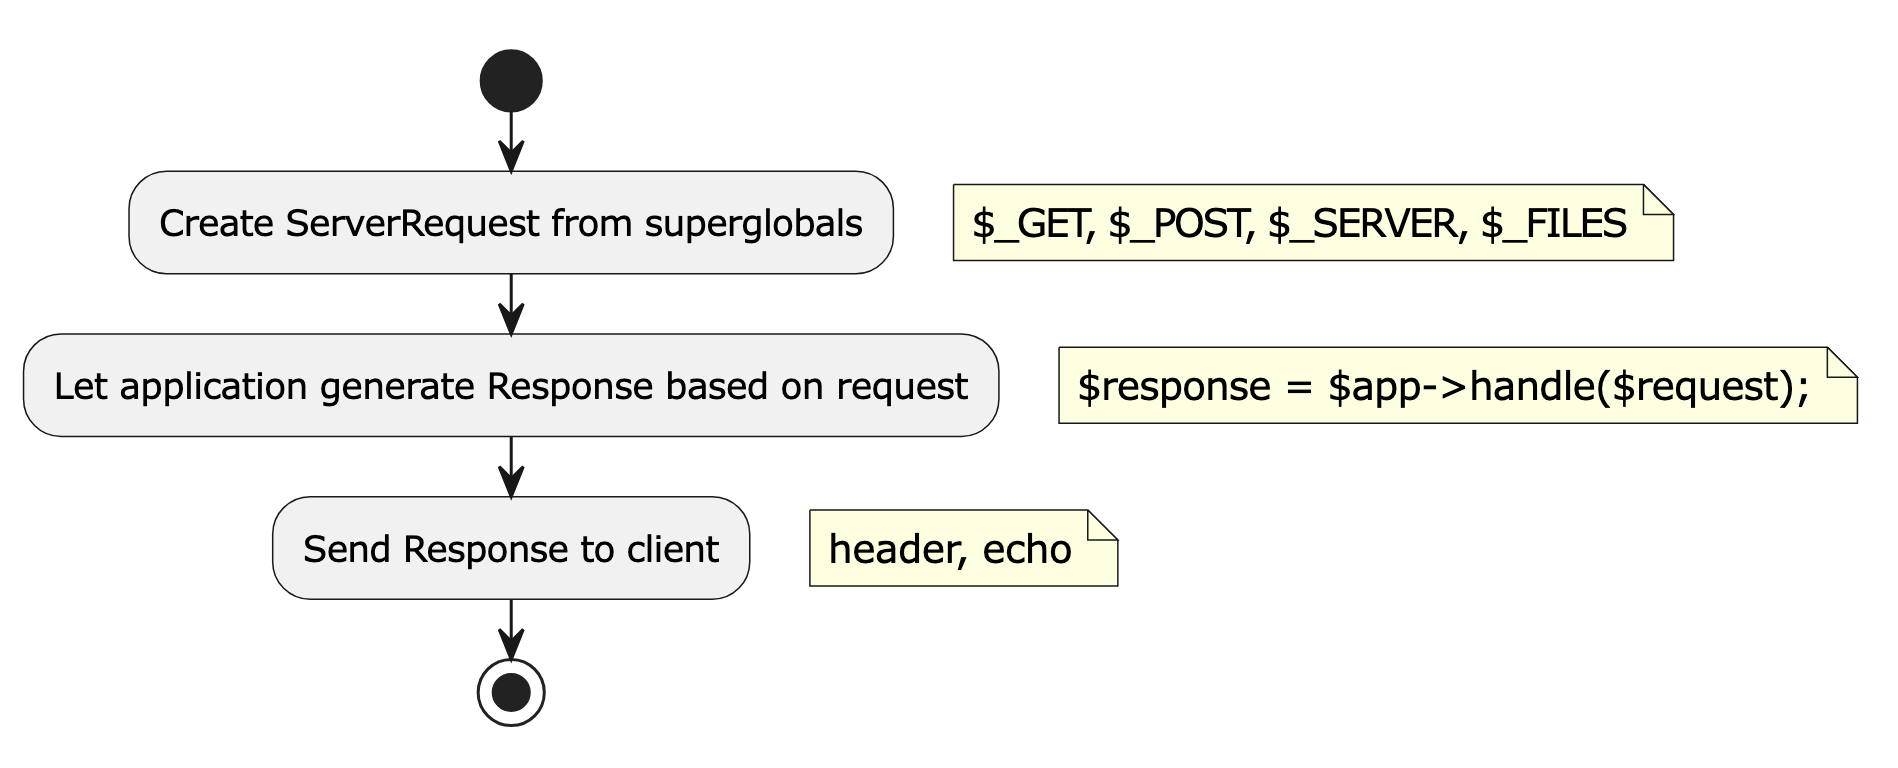 Create ServerRequest from superglobals
$_GET, $_POST, $_SERVER, $_FILES
Let application generate Response based on request
$response = $app->handle($request);
Send Response to client
header, echo